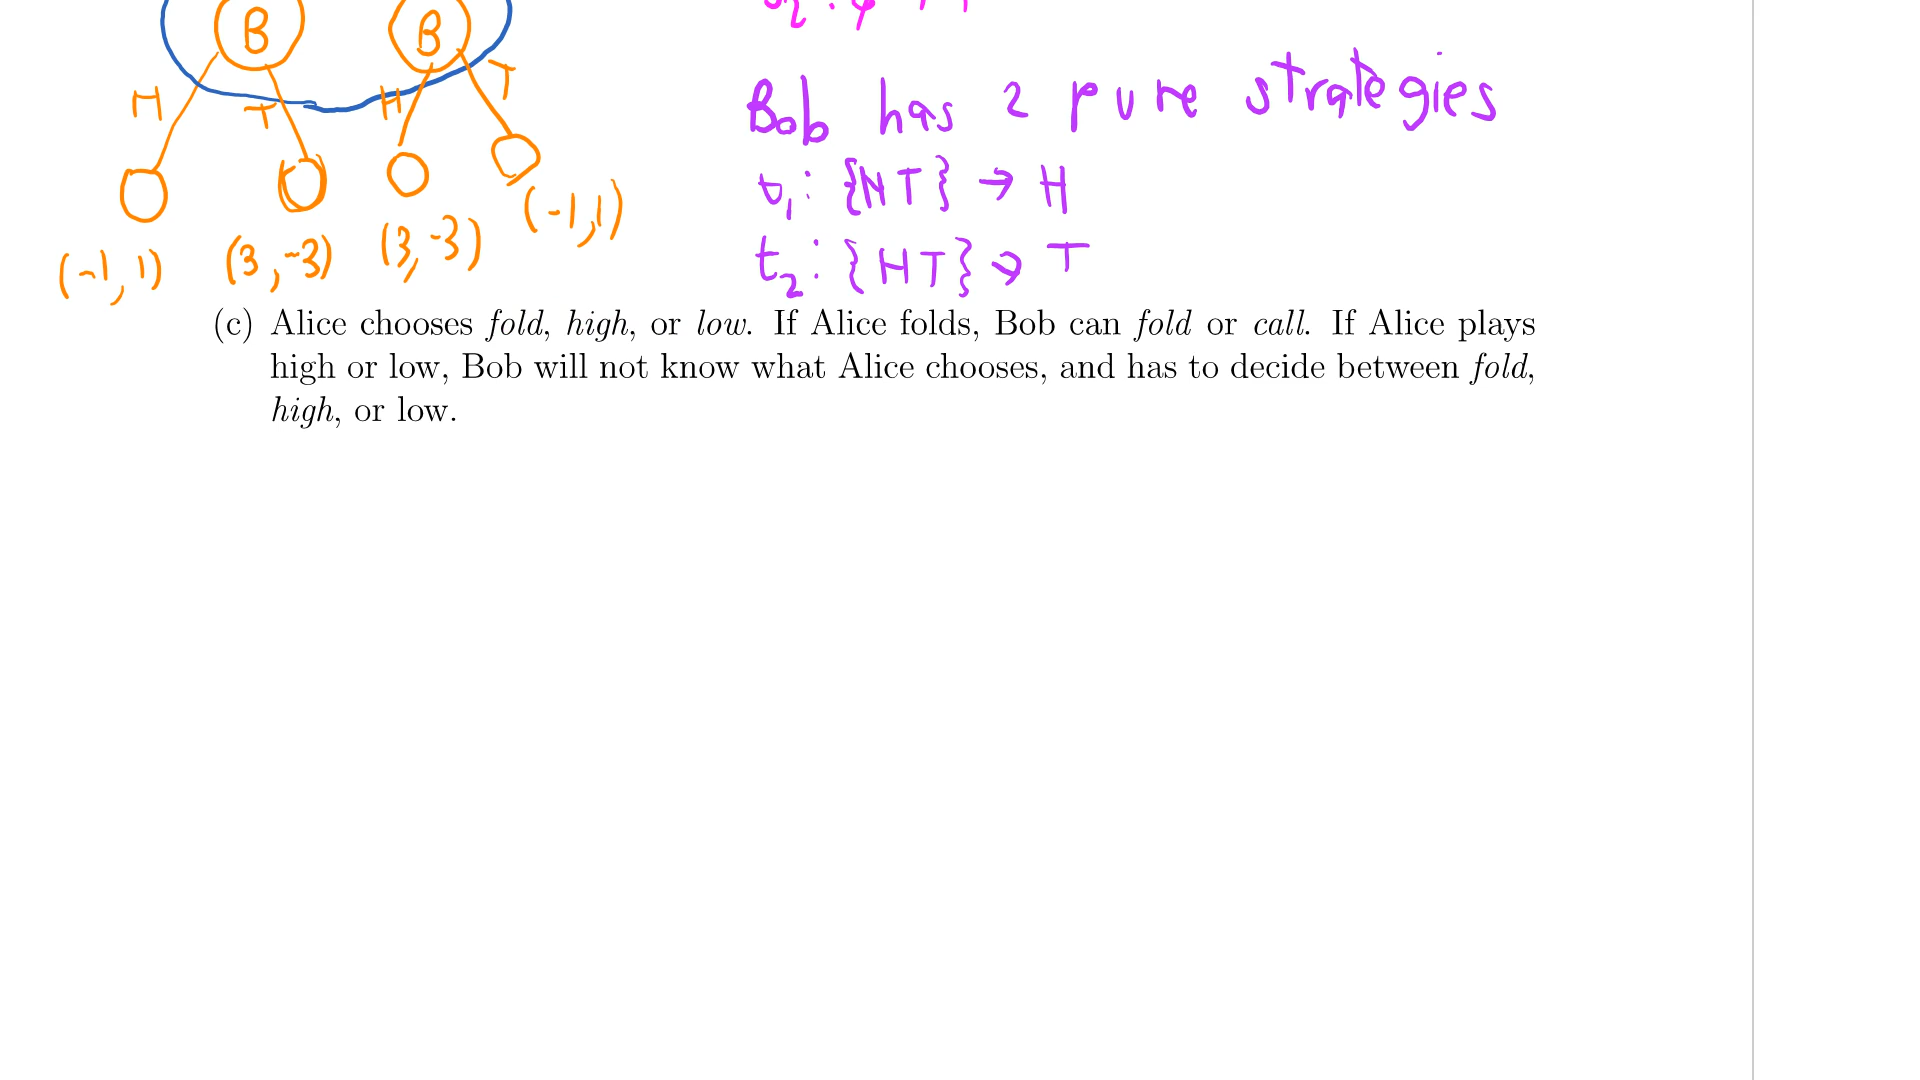 B B
H T H T
Bob has 2 pure strategies
t₁: {H T} → H
t₂: {HT} → T
(-1, 1) (3, -3) (3, -3) (-1, 1)
(c) Alice chooses fold, high, or low. If Alice folds, Bob can fold or call. If Alice plays
high or low, Bob will not know what Alice chooses, and has to decide between fold,
high, or low.